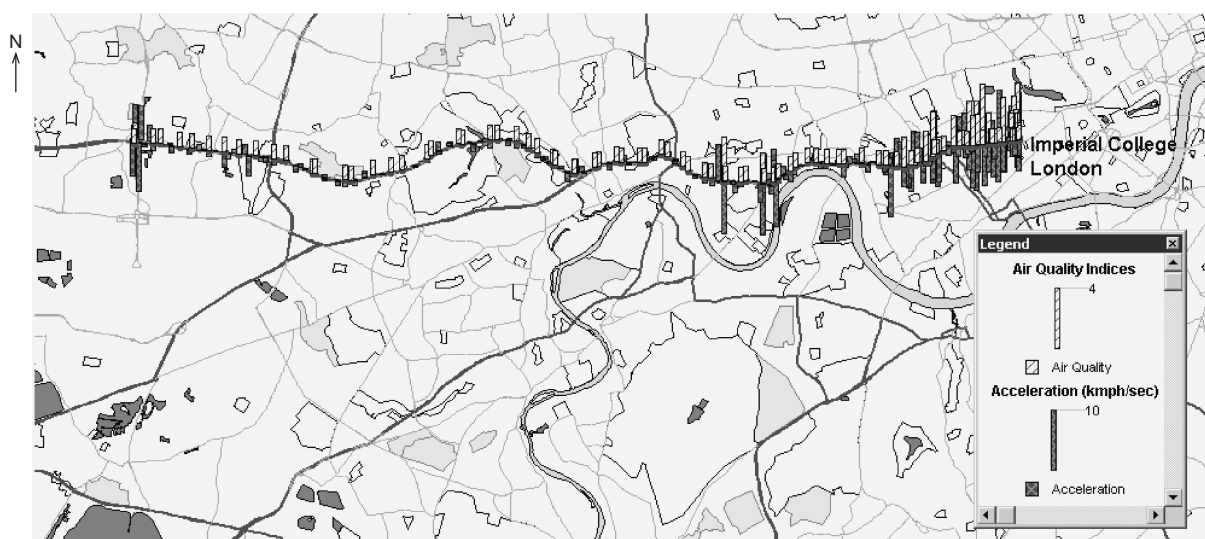 N
Imperial College
London
Legend
Air Quality Indices
4
Air Quality
Acceleration (kmph/sec)
10
Acceleration